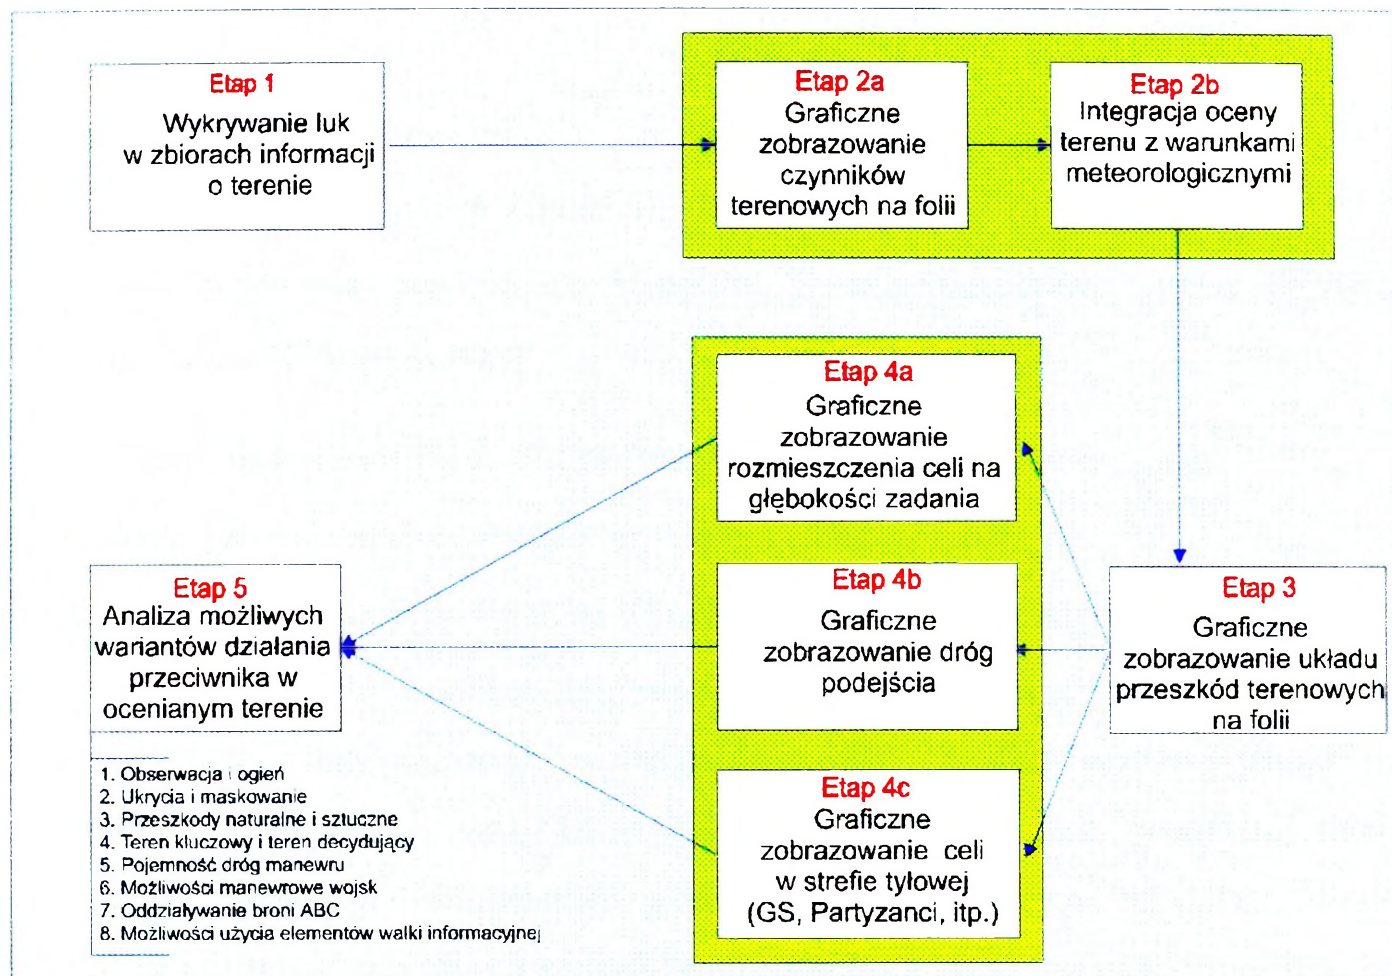 Etap 1
Wykrywanie luk
w zbiorach informacji
o terenie
Etap 2a
Graficzne
zobrazowanie
czynników
terenowych na folii
Etap 2b
Integracja oceny
terenu z warunkami
meteorologicznymi
Etap 3
Graficzne
zobrazowanie układu
przeszkód terenowych
na folii
Etap 4a
Graficzne
zobrazowanie
rozmieszczenia celi na
głębokości zadania
Etap 4b
Graficzne
zobrazowanie dróg
podejścia
Etap 4c
Graficzne
zobrazowanie celi
w strefie tyłowej
(GS, Partyzanci, itp.)
Etap 5
Analiza możliwych
wariantów działania
przeciwnika w
ocenianym terenie
1. Obserwacja i ogień
2. Ukrycia i maskowanie
3. Przeszkody naturalne i sztuczne
4. Teren kluczowy i teren decydujący
5. Pojemność dróg manewru
6. Możliwości manewrowe wojsk
7. Oddziaływanie broni ABC
8. Możliwości użycia elementów walki informacyjnej